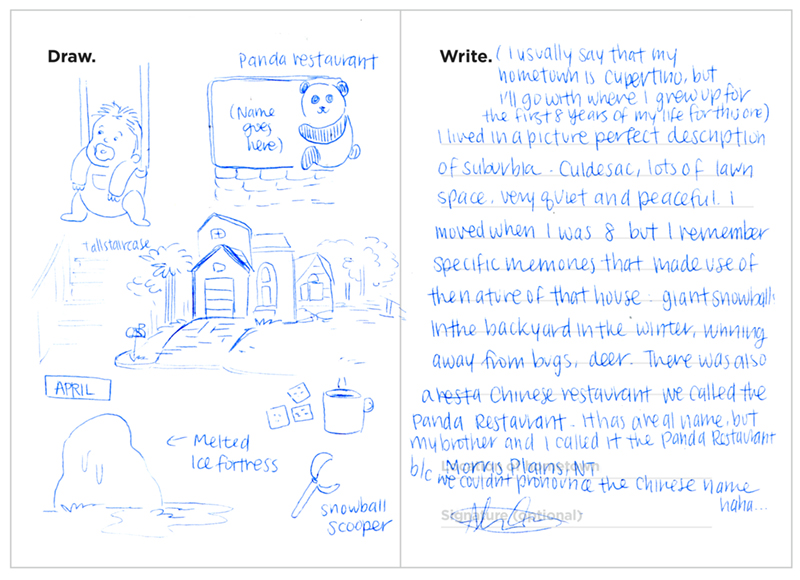 Draw.
Panda restaurant
(Name
goes
here)
Tall staircase
APRIL
← Melted
Ice fortress
snowball
scooper
Write. (I usually say that my
hometown is Cupertino, but
I'll go with where I grew up for
the first 8 years of my life for this one)
I lived in a picture perfect description
of suburbia. Culdesac, lots of lawn
space, very quiet and peaceful. I
moved when I was 8 but I remember
specific memories that made use of
the nature of that house: giant snowballs
in the backyard in the winter, running
away from bugs, deer. There was also
a resta Chinese restaurant we called the
Panda Restaurant. It has a real name, but
my brother and I called it the Panda Restaurant
b/c we couldnt pronounce the Chinese name
haha...
Morris Plains, NJ
Signature (optional)